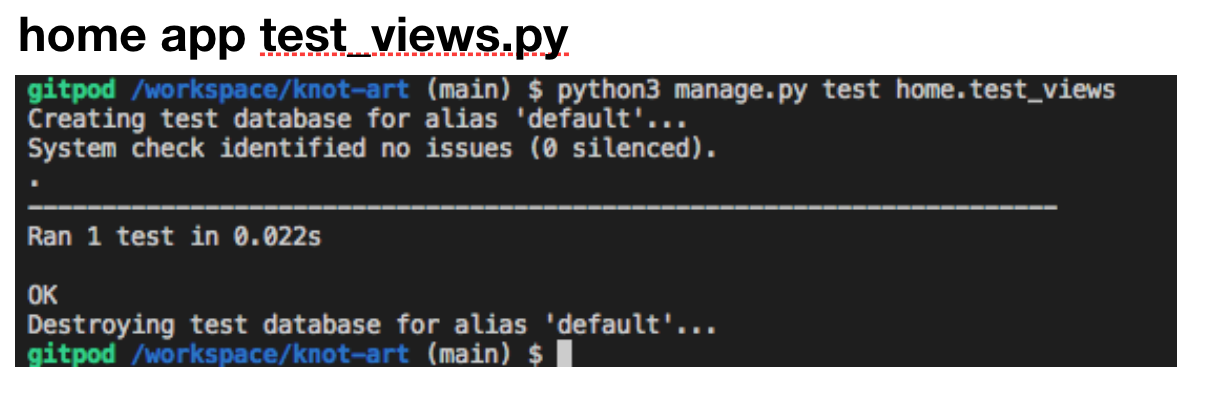 home app test_views.py
gitpod /workspace/knot-art (main) $ python3 manage.py test home.test_views
Creating test database for alias 'default'...
System check identified no issues (0 silenced).
.
----------------------------------------------------------------------
Ran 1 test in 0.022s
OK
Destroying test database for alias 'default'...
gitpod /workspace/knot-art (main) $